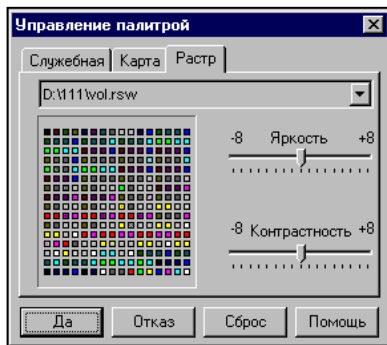 Управление палитрой
Служебная Карта Растр
D:\111\vol.rsw
-8 Яркость +8
-8 Контрастность +8
Да Отказ Сброс Помощь